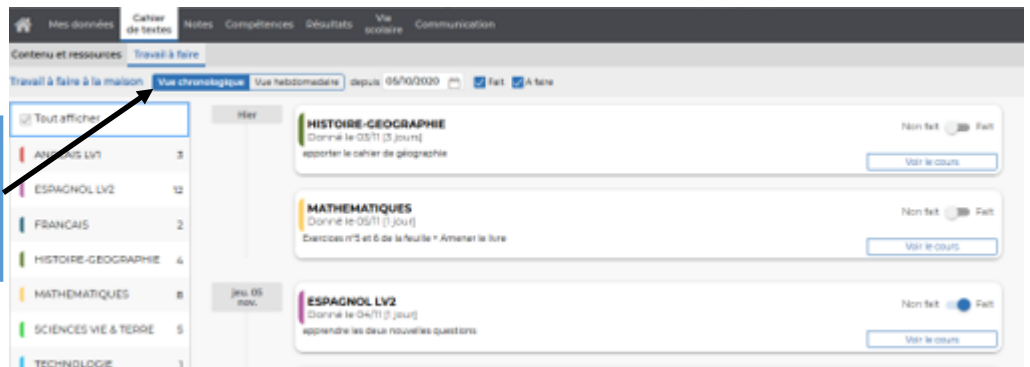 Mes données Cahier de textes Notes Compétences Résultats Vie scolaire Communication
Contenu et ressources Travail à faire
Travail à faire à la maison Vue chronologique Vue hebdomadaire depuis 05/10/2020 Fait A faire
Tout afficher
ANGLAIS LV1 3
ESPAGNOL LV2 12
FRANCAIS 2
HISTOIRE-GEOGRAPHIE 4
MATHEMATIQUES 8
SCIENCES VIE & TERRE 5
TECHNOLOGIE 1
Hier
HISTOIRE-GEOGRAPHIE
Donné le 03/11 [3 jours]
apporter le cahier de géographie
Non fait Fait
Voir le cours
MATHEMATIQUES
Donné le 05/11 [1 jour]
Exercices n°5 et 6 de la feuille + Amener le livre
Non fait Fait
Voir le cours
jeu. 05
nov.
ESPAGNOL LV2
Donné le 04/11 [1 jour]
apprendre les deux nouvelles questions
Non fait Fait
Voir le cours